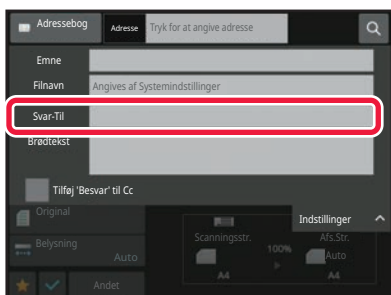 Adressebog
Adresse
Tryk for at angive adresse
Emne
Filnavn
Angives af Systemindstillinger
Svar-Til
Brødtekst
Tilføj 'Besvar' til Cc
Original
Indstillinger
Belysning
Auto
Scanningsstr.
100%
Afs.Str.
Auto
A4
A4
Andet